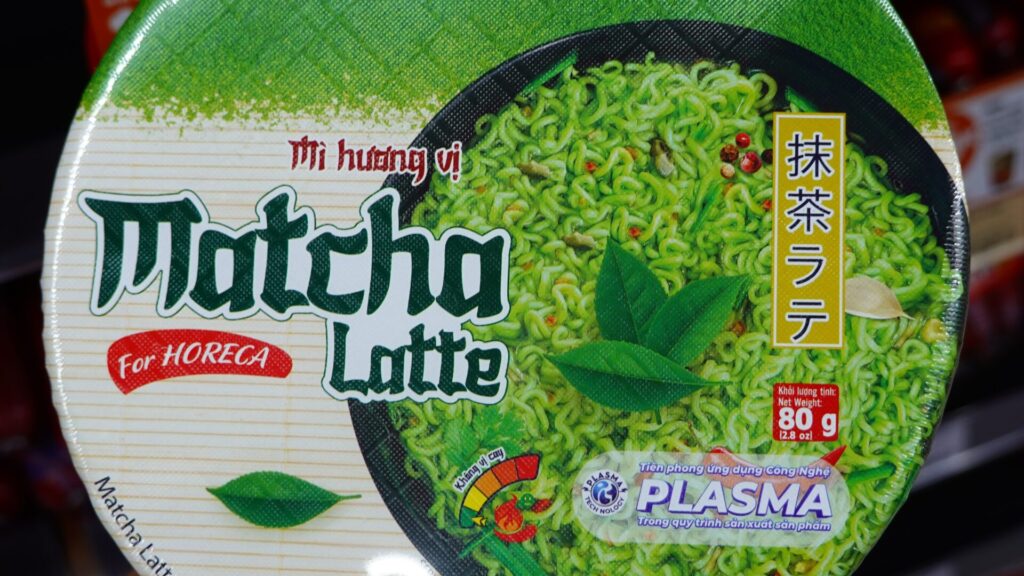 Mì hương vị
Matcha
Latte
For HORECA
抹茶ラテ
Khối lượng tịnh:
Net Weight:
80 g
[2.8 oz]
Không vị cay
PLASMA
TECHNOLOGY
Tiên phong ứng dụng Công Nghệ
PLASMA
Trong quy trình sản xuất sản phẩm
Matcha Latt